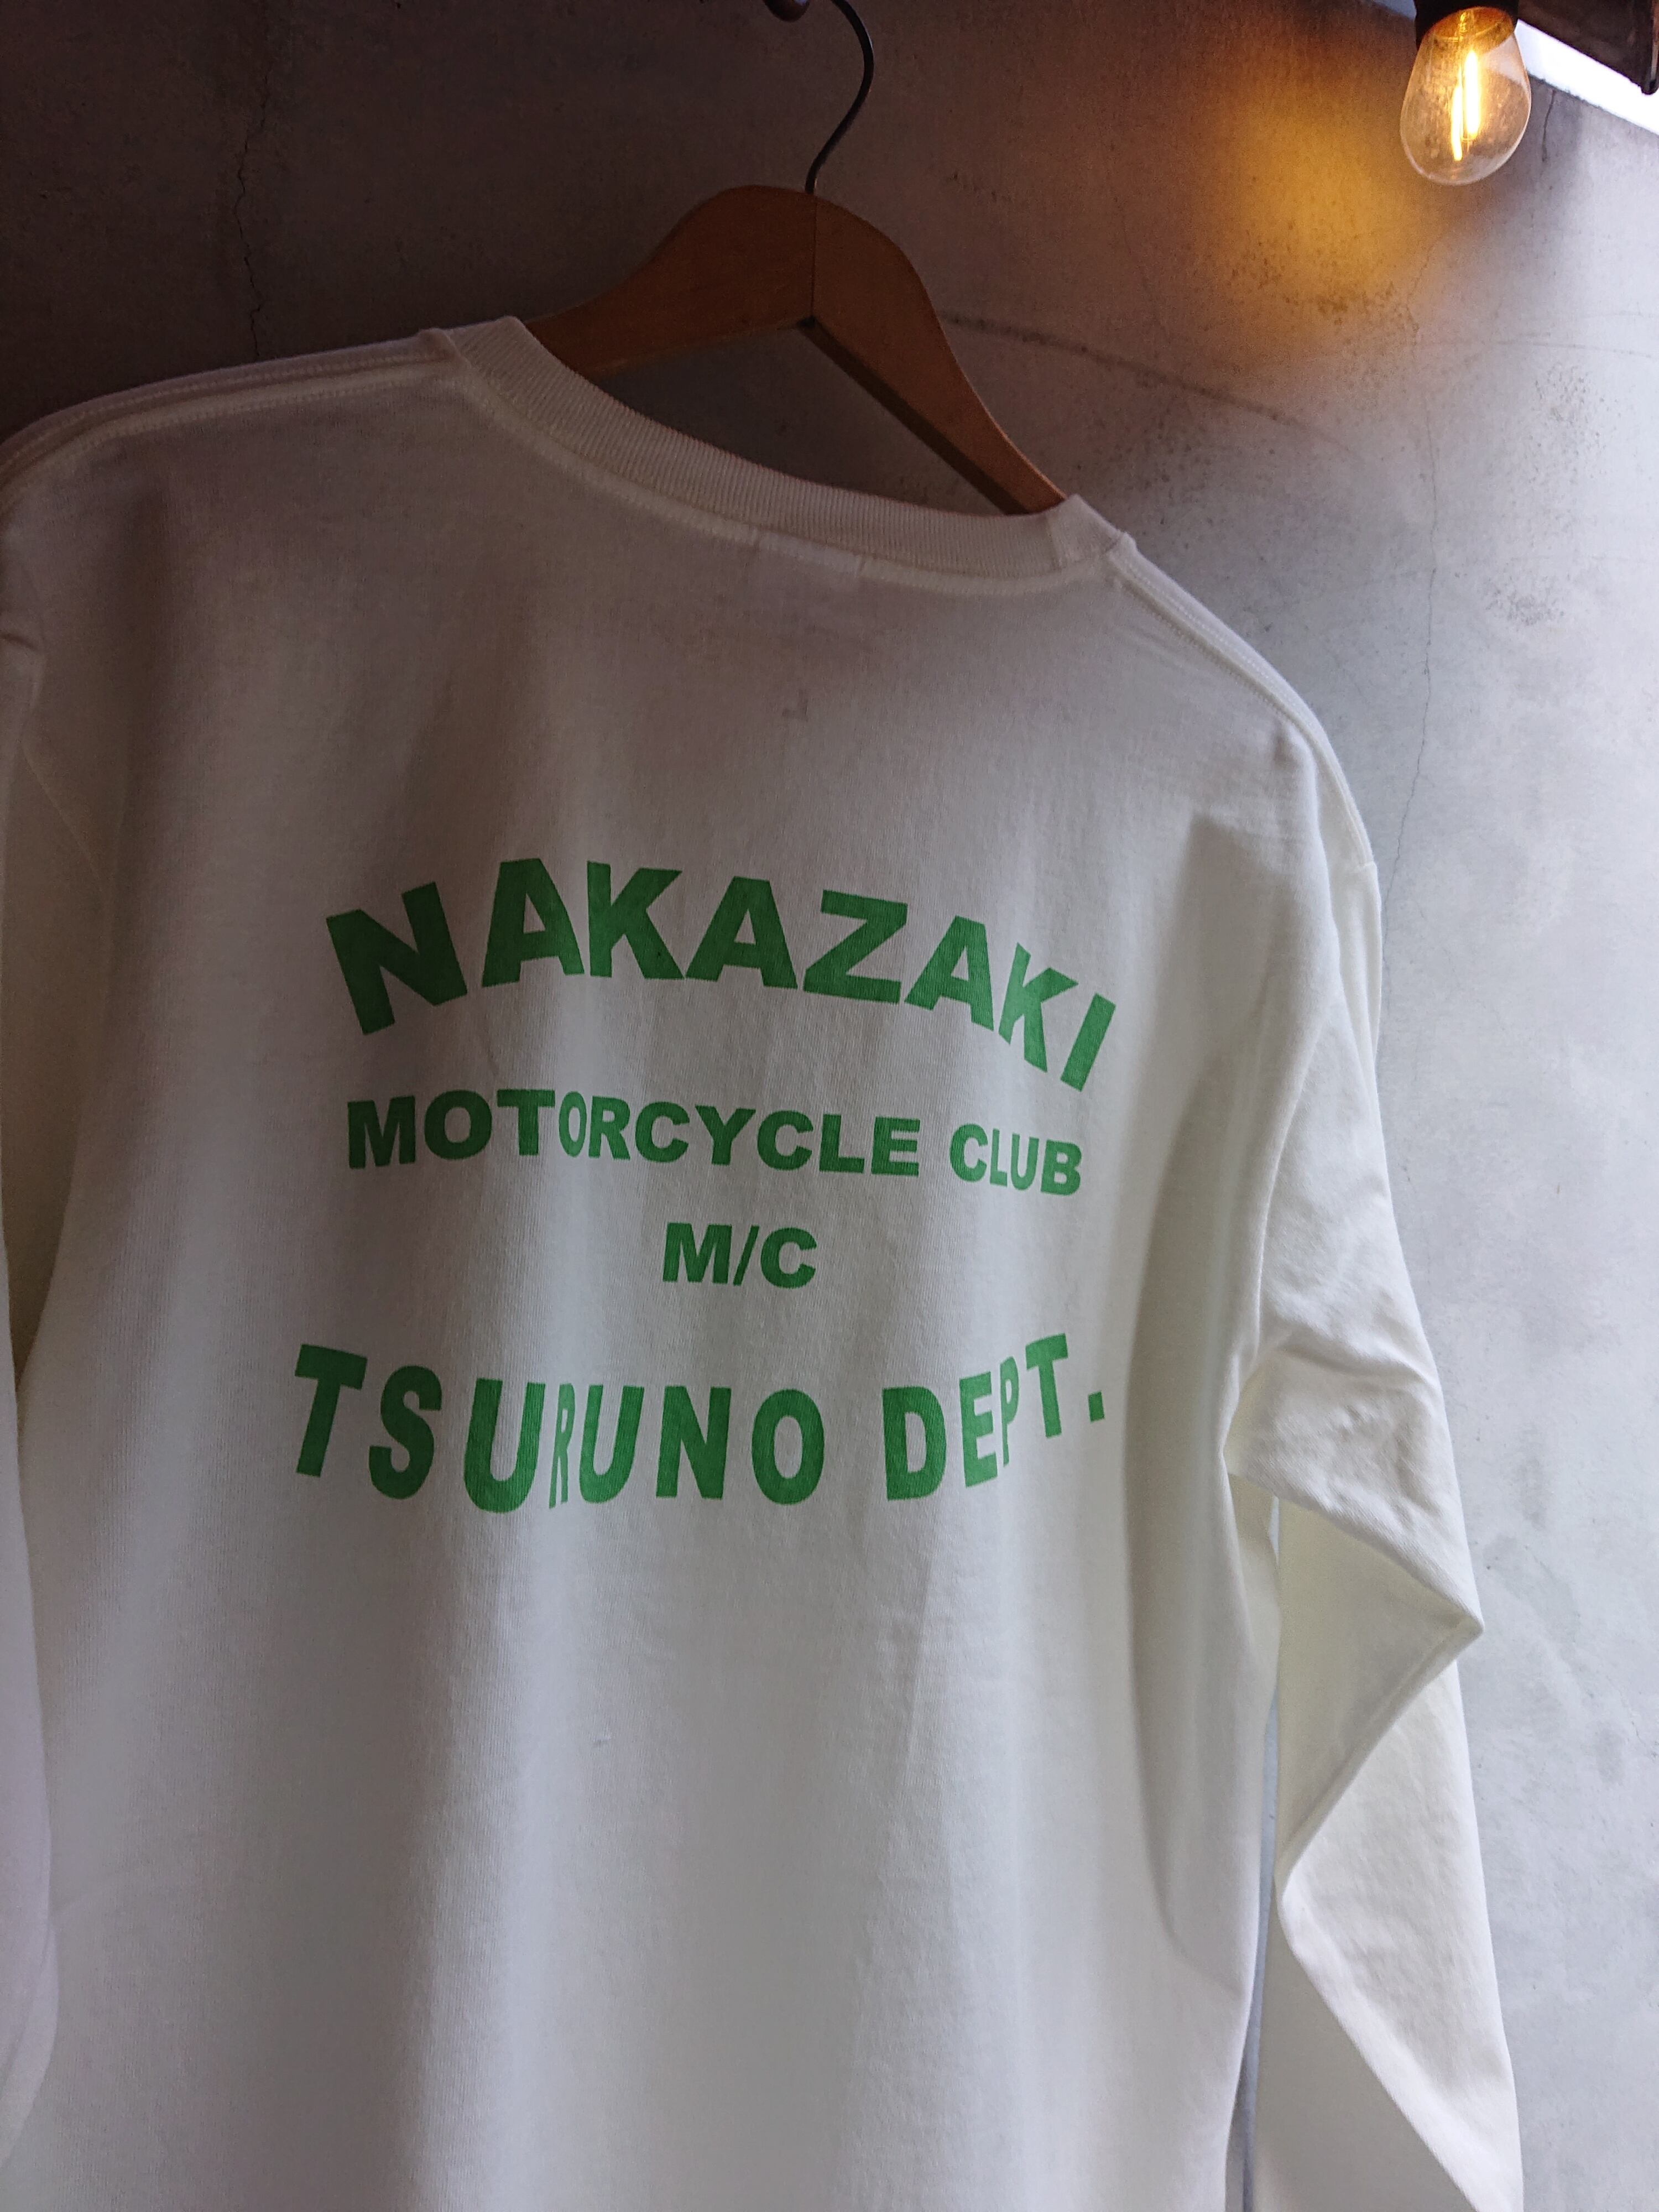 NAKAZAKI
MOTORCYCLE CLUB
M/C
TSURUNO DEPT.